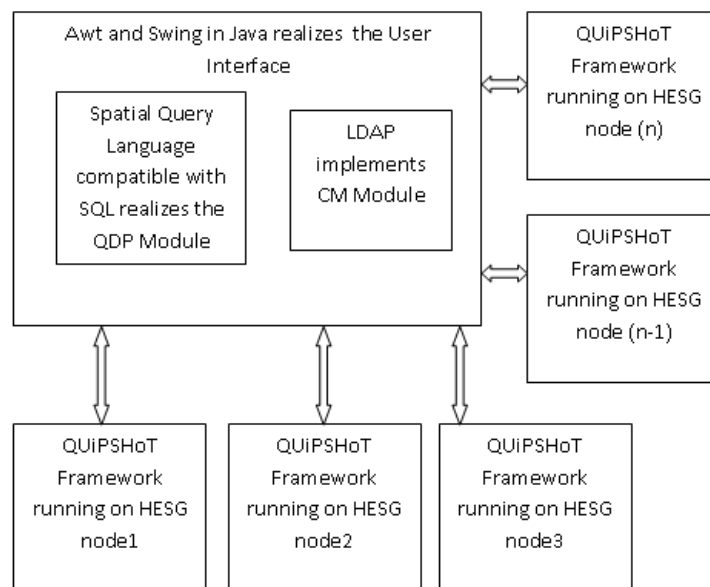 Awt and Swing in Java realizes the User
Interface
Spatial Query
Language
compatible with
SQL realizes the
QDP Module
LDAP
implements
CM Module
QUiPSHoT
Framework
running on HESG
node (n)
QUiPSHoT
Framework
running on HESG
node (n-1)
QUiPSHoT
Framework
running on HESG
node1
QUiPSHoT
Framework
running on HESG
node2
QUiPSHoT
Framework
running on HESG
node3